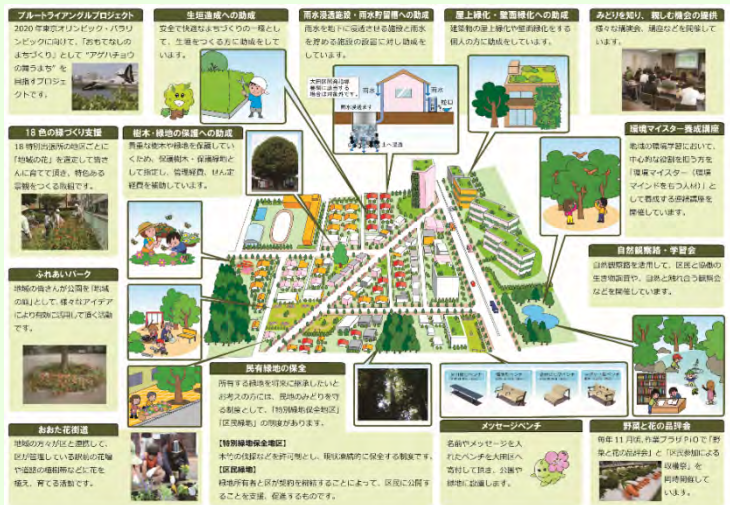 ブルートライアングルプロジェクト
2020年東京オリンピック・パラリ
ンピックに向けて、「おもてなしの
まちづくり」として"アゲハチョウ
の舞うまち"を
目指すプロジェ
クトです。
生垣造成への助成
安全で快適なまちづくりの一環とし
て、生垣をつくる方に助成をして
います。
雨水浸透施設・雨水貯留槽への助成
雨水を地下に浸透させる施設と雨水
を貯める施設の設置に対し助成を
しています。
雨水
雨水
蛇口
雨水浸透ます
屋上緑化・壁面緑化への助成
建築物の屋上緑化や壁面緑化をする
個人の方に助成をしています。
みどりを知り、親しむ機会の提供
様々な講演会、講座などを開催して
います。
18色の緑づくり支援
18特別出張所の地区ごとに
「地域の花」を選定して皆さ
んに育てて頂き、特色ある
景観をつくる取組です。
樹木・緑地の保護への助成
貴重な樹木や緑地を保護してい
くため、保護樹木・保護緑地と
して指定し、管理経費、せん定
経費を補助しています。
環境マイスター養成講座
地域の環境学習において、
中心的な役割を担う方を
「環境マイスター(環境
マインドをもつ人材)」と
して養成する連続講座を
開催しています。
自然観察路・学習会
自然観察路を活用して、区民と協働の
生き物調査や、自然と触れ合う観察会
などを開催しています。
ふれあいパーク
地域の皆さんが公園を「地域
の庭」として、様々なアイデア
により有効に活用して頂く活動
です。
おおた花街道
地域の方々が区と連携して、
区が管理している駅前の花壇
や道路の植樹帯などに花を
植え、育てる活動です。
民有緑地の保全
所有する緑地を将来に継承したいと
お考えの方には、民地のみどりを守
る制度として、「特別緑地保全地区」
「区民緑地」の制度があります。
【特別緑地保全地区】
木竹の伐採などを許可制とし、現状凍結的に保全する制度です。
【区民緑地】
緑地所有者と区が契約を締結することによって、区民に公開す
ることを支援、促進するものです。
メッセージベンチ
名前やメッセージを入
れたベンチを大田区へ
寄付して頂き、公園や
緑地に設置します。
野菜と花の品評会
毎年11月頃、産業プラザPiOで「野
菜と花の品評会」と「区民参加による
収穫祭」を
同時開催して
います。